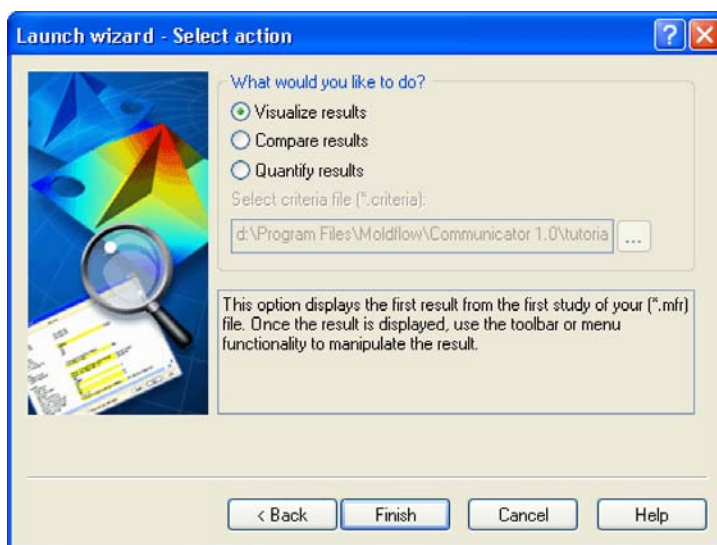 Launch wizard - Select action
What would you like to do?
Visualize results
Compare results
Quantify results
Select criteria file (*.criteria):
d:\Program Files\Moldflow\Communicator 1.0\tutoria
...
This option displays the first result from the first study of your (*.mfr)
file. Once the result is displayed, use the toolbar or menu
functionality to manipulate the result.
< Back
Finish
Cancel
Help